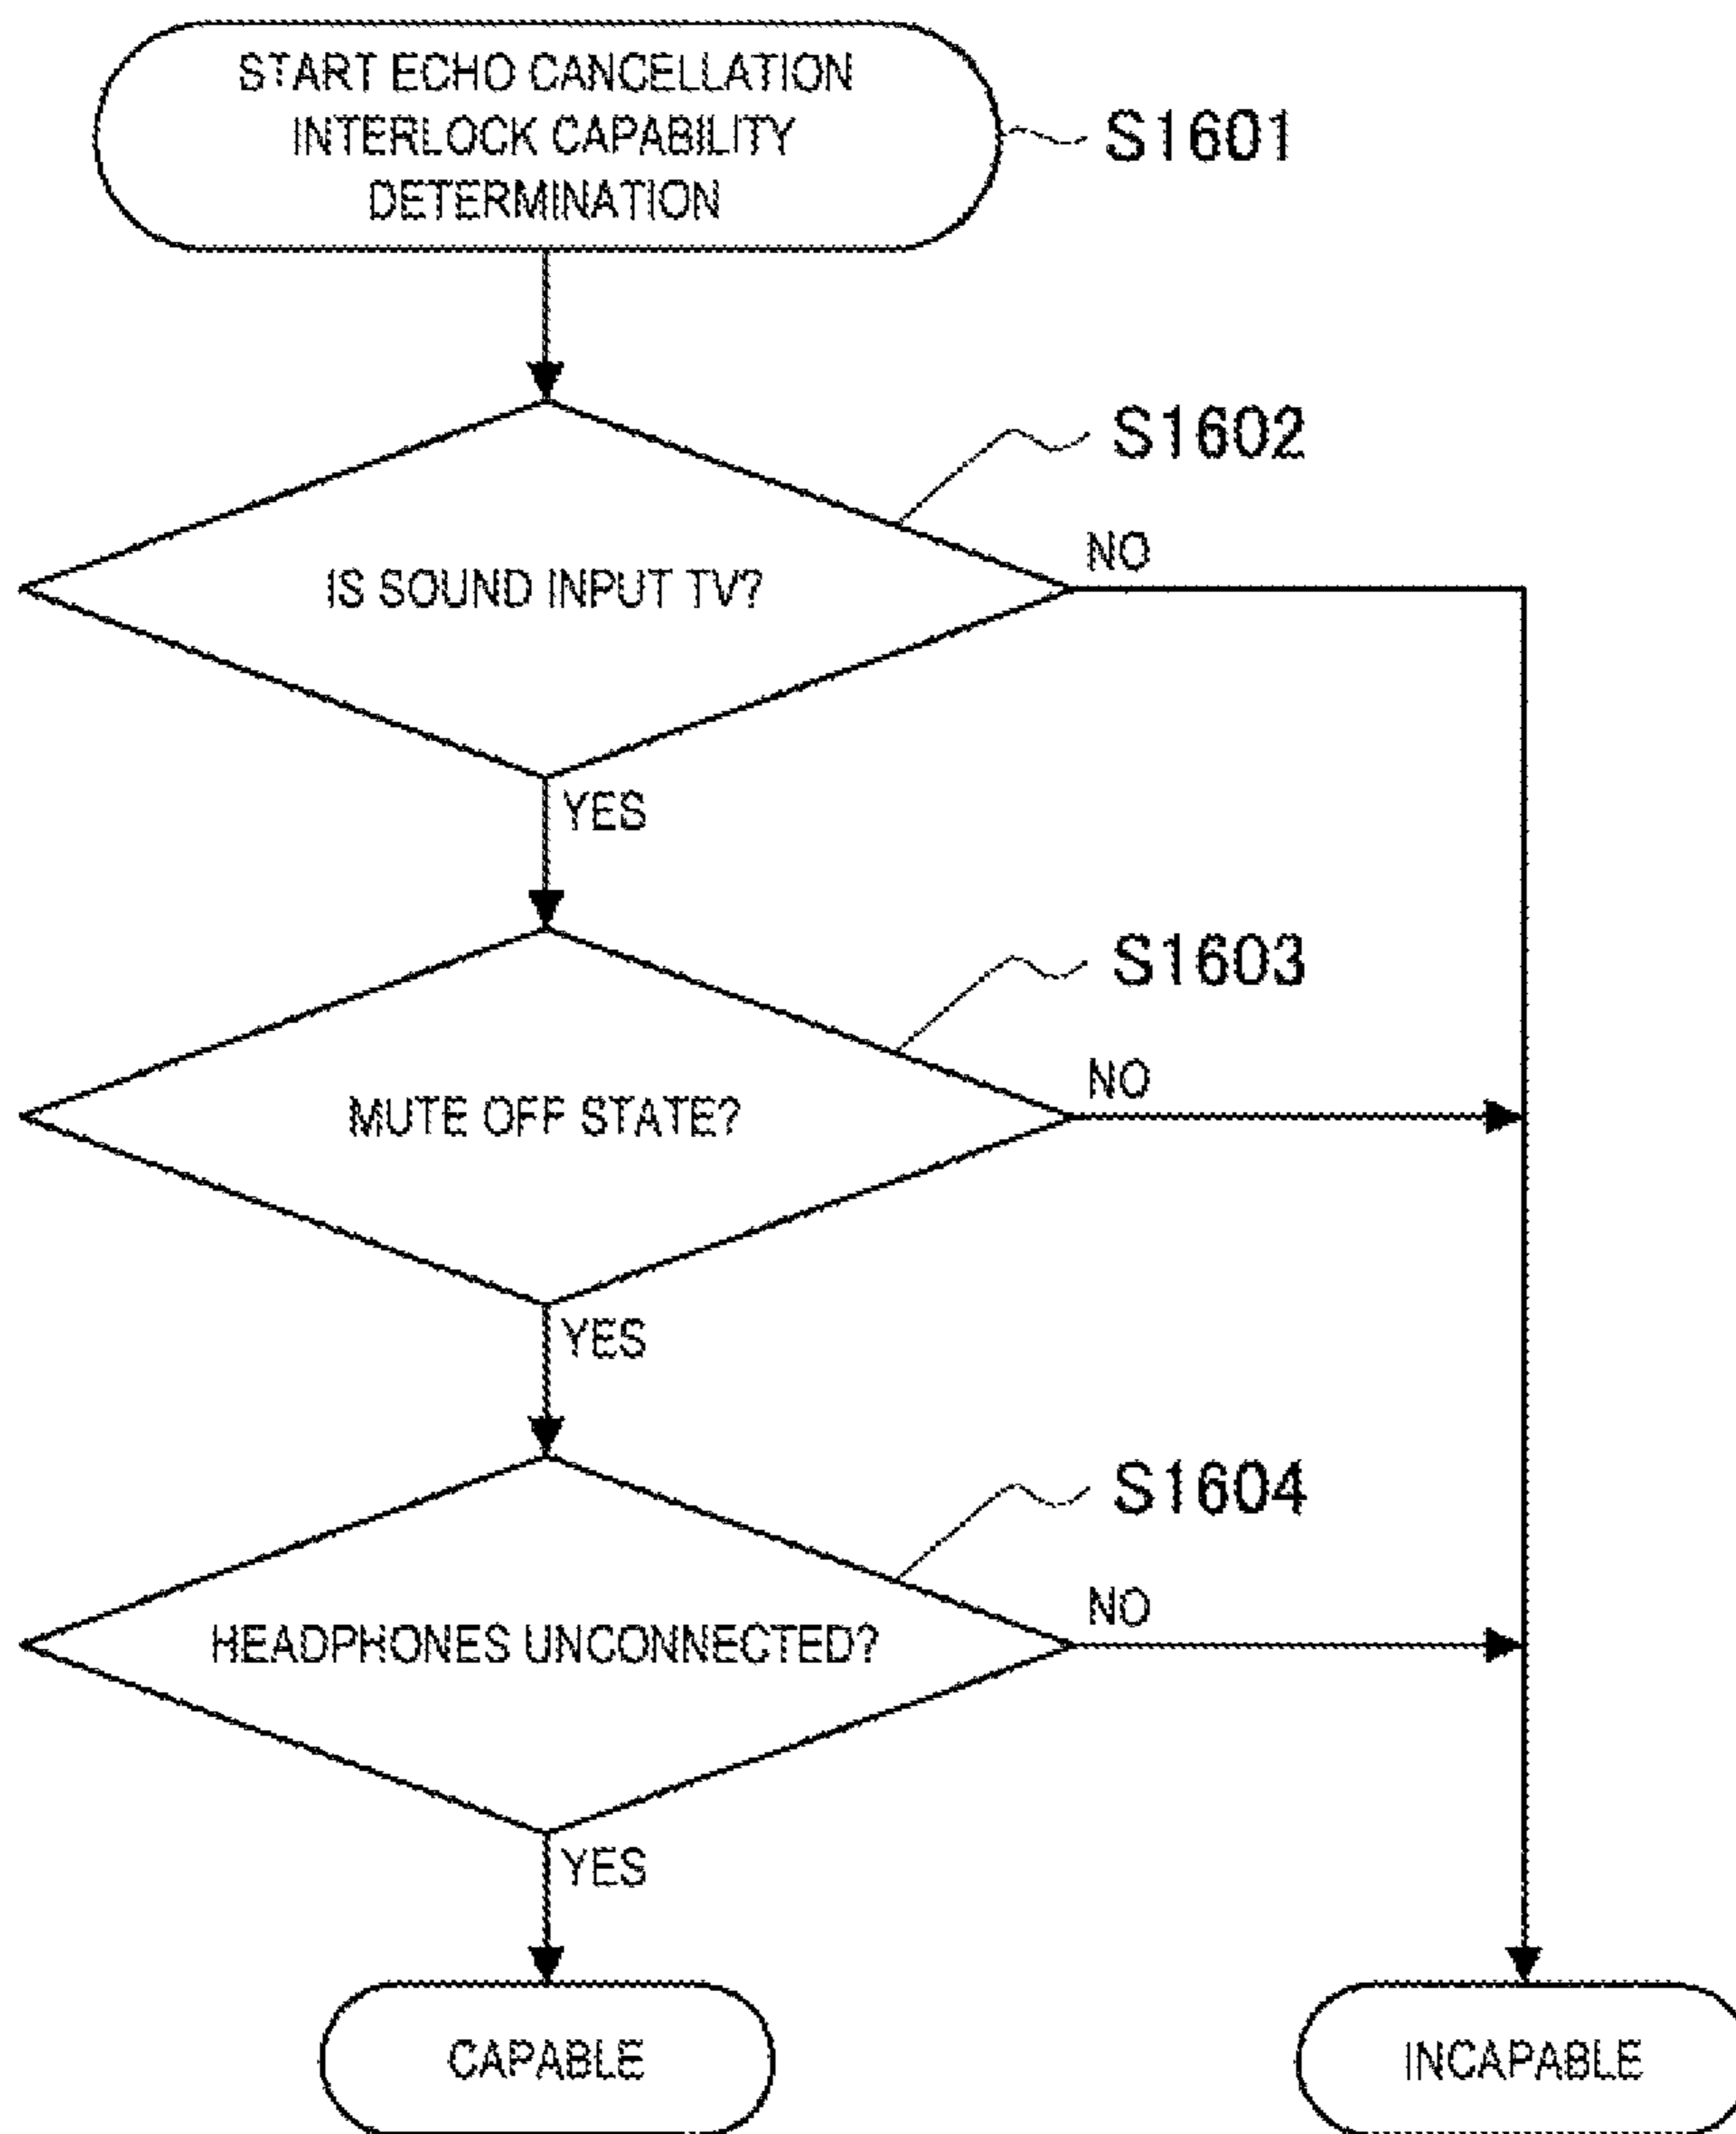 START ECHO CANCELLATION
INTERLOCK CAPABILITY
DETERMINATION
S1601
S1602
IS SOUND INPUT TV?
NO
YES
S1603
MUTE OFF STATE?
NO
YES
S1604
HEADPHONES UNCONNECTED?
NO
YES
CAPABLE
INCAPABLE